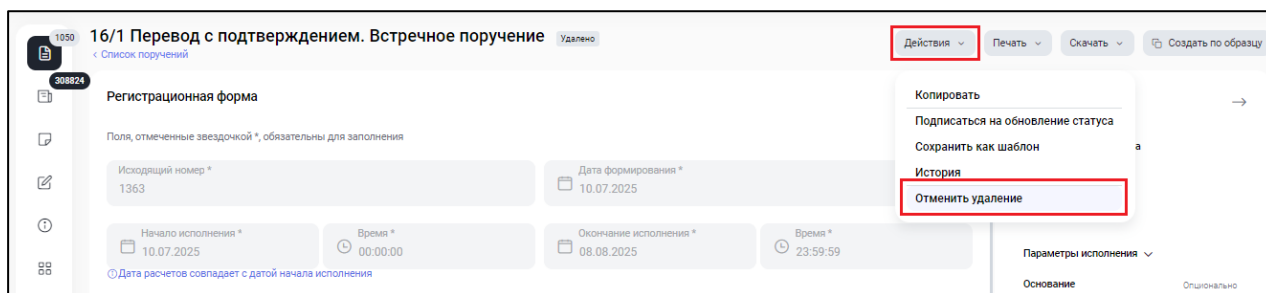 1050
16/1 Перевод с подтверждением. Встречное поручение Удалено
< Список поручений
Действия Печать Скачать Создать по образцу
308824
Регистрационная форма
Поля, отмеченные звездочкой *, обязательны для заполнения
Исходящий номер *
1363
Дата формирования *
10.07.2025
Копировать
Подписаться на обновление статуса
Сохранить как шаблон
а
История
Отменить удаление
Начало исполнения *
10.07.2025
Время *
00:00:00
Окончание исполнения *
08.08.2025
Время *
23:59:59
Дата расчетов совпадает с датой начала исполнения
Параметры исполнения
Основание Опционально